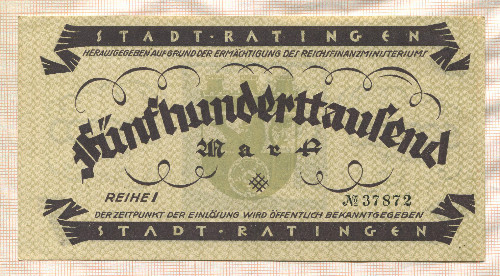 STADT-RATINGEN
HERAUSGEGEBEN AUF GRUND DER ERMÄCHTIGUNG DES REICHSFINANZMINISTERIUMS
Fünfhunderttausend
Mark
REIHE I
№ 37872
DER ZEITPUNKT DER EINLÖSUNG WIRD ÖFFENTLICH BEKANNTGEGEBEN
STADT-RATINGEN